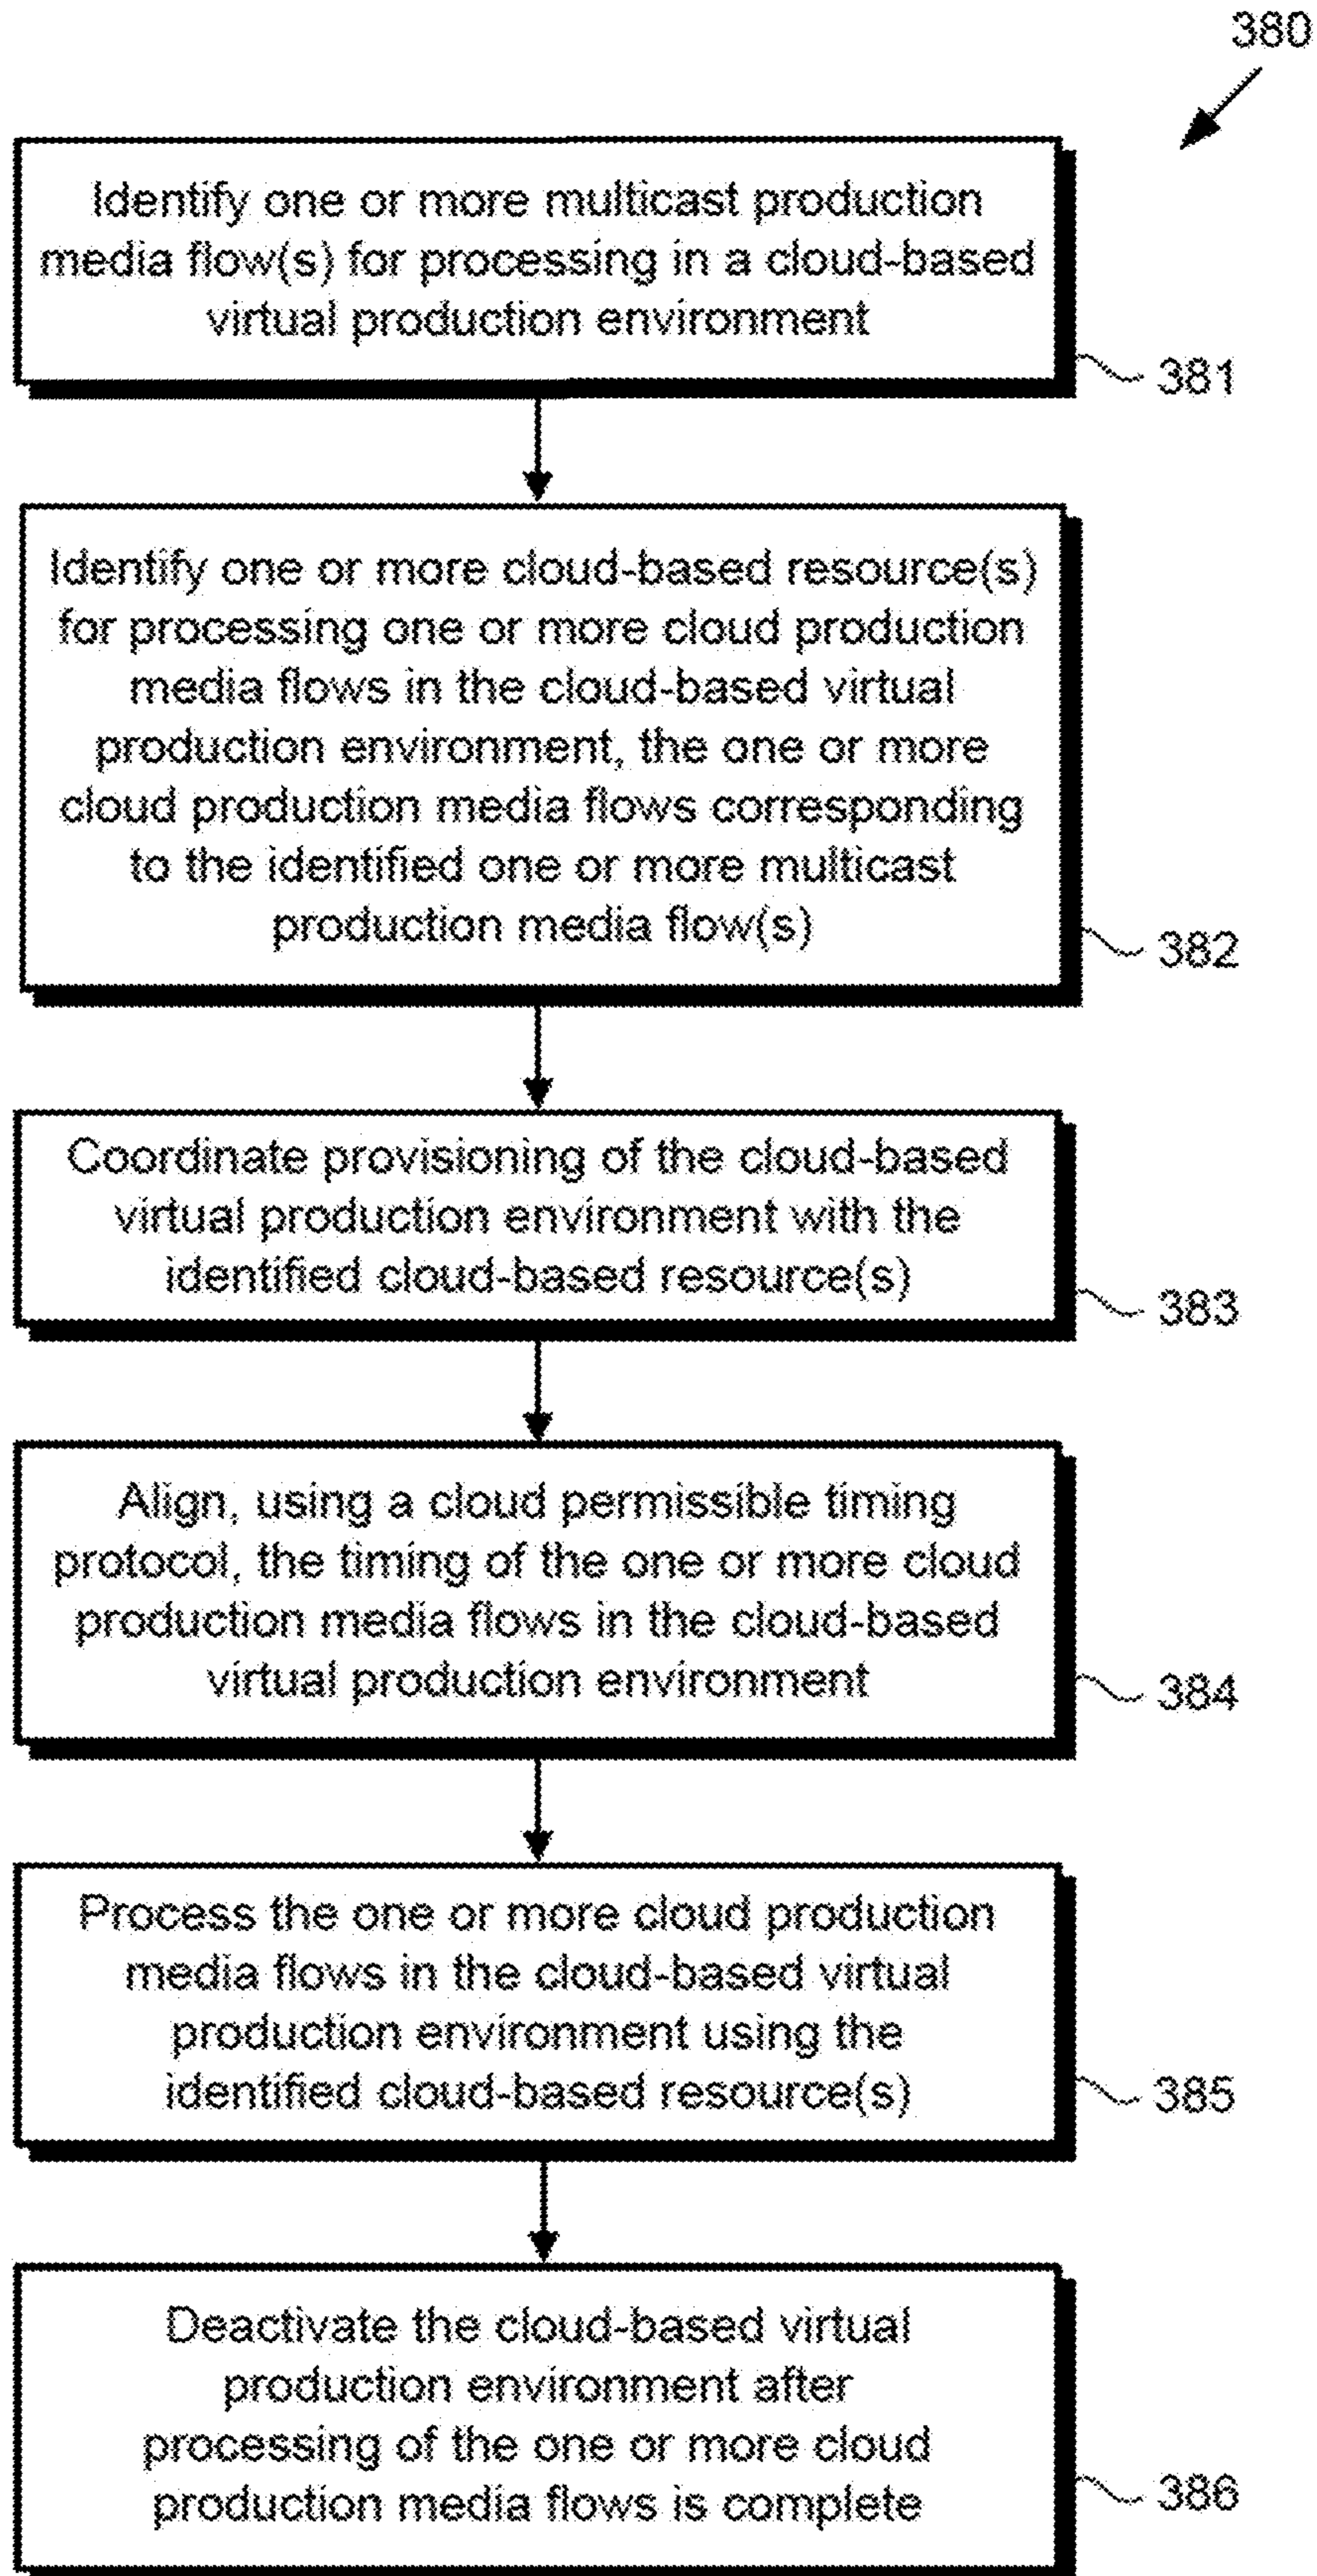 380
Identify one or more multicast production
media flow(s) for processing in a cloud-based
virtual production environment
381
Identify one or more cloud-based resource(s)
for processing one or more cloud production
media flows in the cloud-based virtual
production environment, the one or more
cloud production media flows corresponding
to the identified one or more multicast
production media flow(s)
382
Coordinate provisioning of the cloud-based
virtual production environment with the
identified cloud-based resource(s)
383
Align, using a cloud permissible timing
protocol, the timing of the one or more cloud
production media flows in the cloud-based
virtual production environment
384
Process the one or more cloud production
media flows in the cloud-based virtual
production environment using the
identified cloud-based resource(s)
385
Deactivate the cloud-based virtual
production environment after
processing of the one or more cloud
production media flows is complete
386